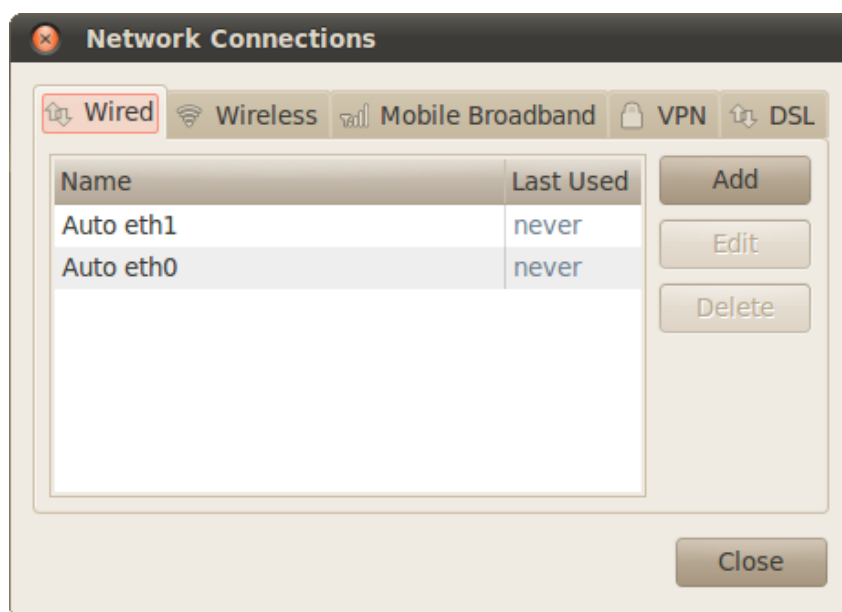 Network Connections
Wired Wireless Mobile Broadband VPN DSL
Name Last Used Add
Auto eth1 never
Edit
Auto eth0 never
Delete
Close